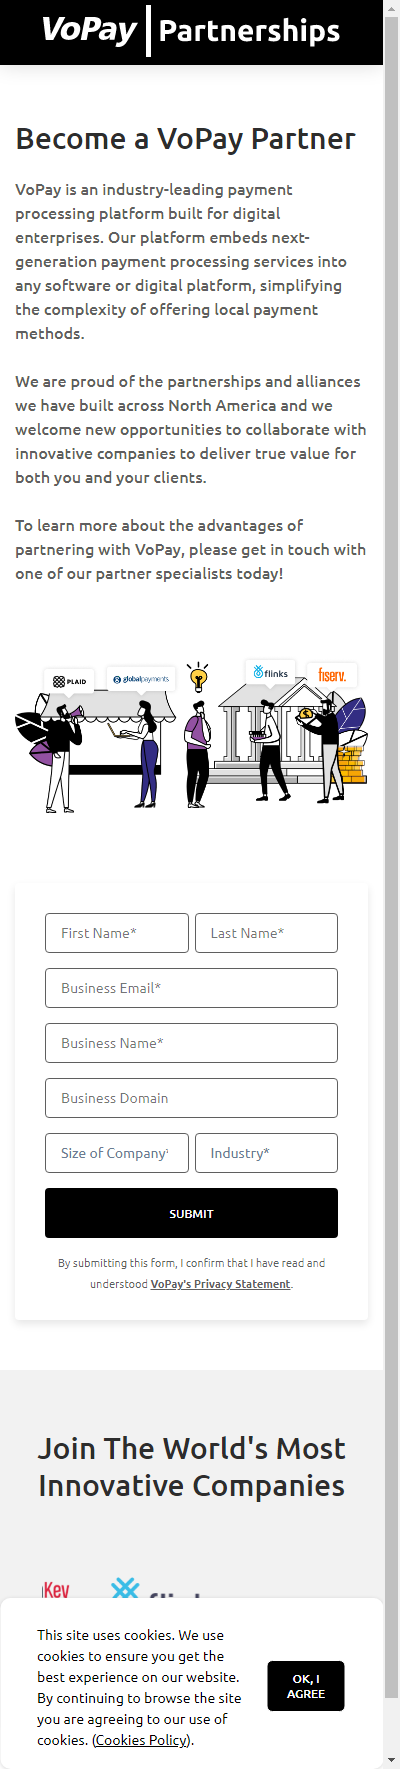 VoPay | Partnerships
Become a VoPay Partner
VoPay is an industry-leading payment
processing platform built for digital
enterprises. Our platform embeds next-
generation payment processing services into
any software or digital platform, simplifying
the complexity of offering local payment
methods.
We are proud of the partnerships and alliances
we have built across North America and we
welcome new opportunities to collaborate with
innovative companies to deliver true value for
both you and your clients.
To learn more about the advantages of
partnering with VoPay, please get in touch with
one of our partner specialists today!
PLAID
globalpayments
flinks
fiserv.
First Name*
Last Name*
Business Email*
Business Name*
Business Domain
Size of Company*
Industry*
SUBMIT
By submitting this form, I confirm that I have read and
understood VoPay's Privacy Statement.
Join The World's Most
Innovative Companies
Key
This site uses cookies. We use
cookies to ensure you get the
best experience on our website.
By continuing to browse the site
you are agreeing to our use of
cookies. (Cookies Policy).
OK, I
AGREE